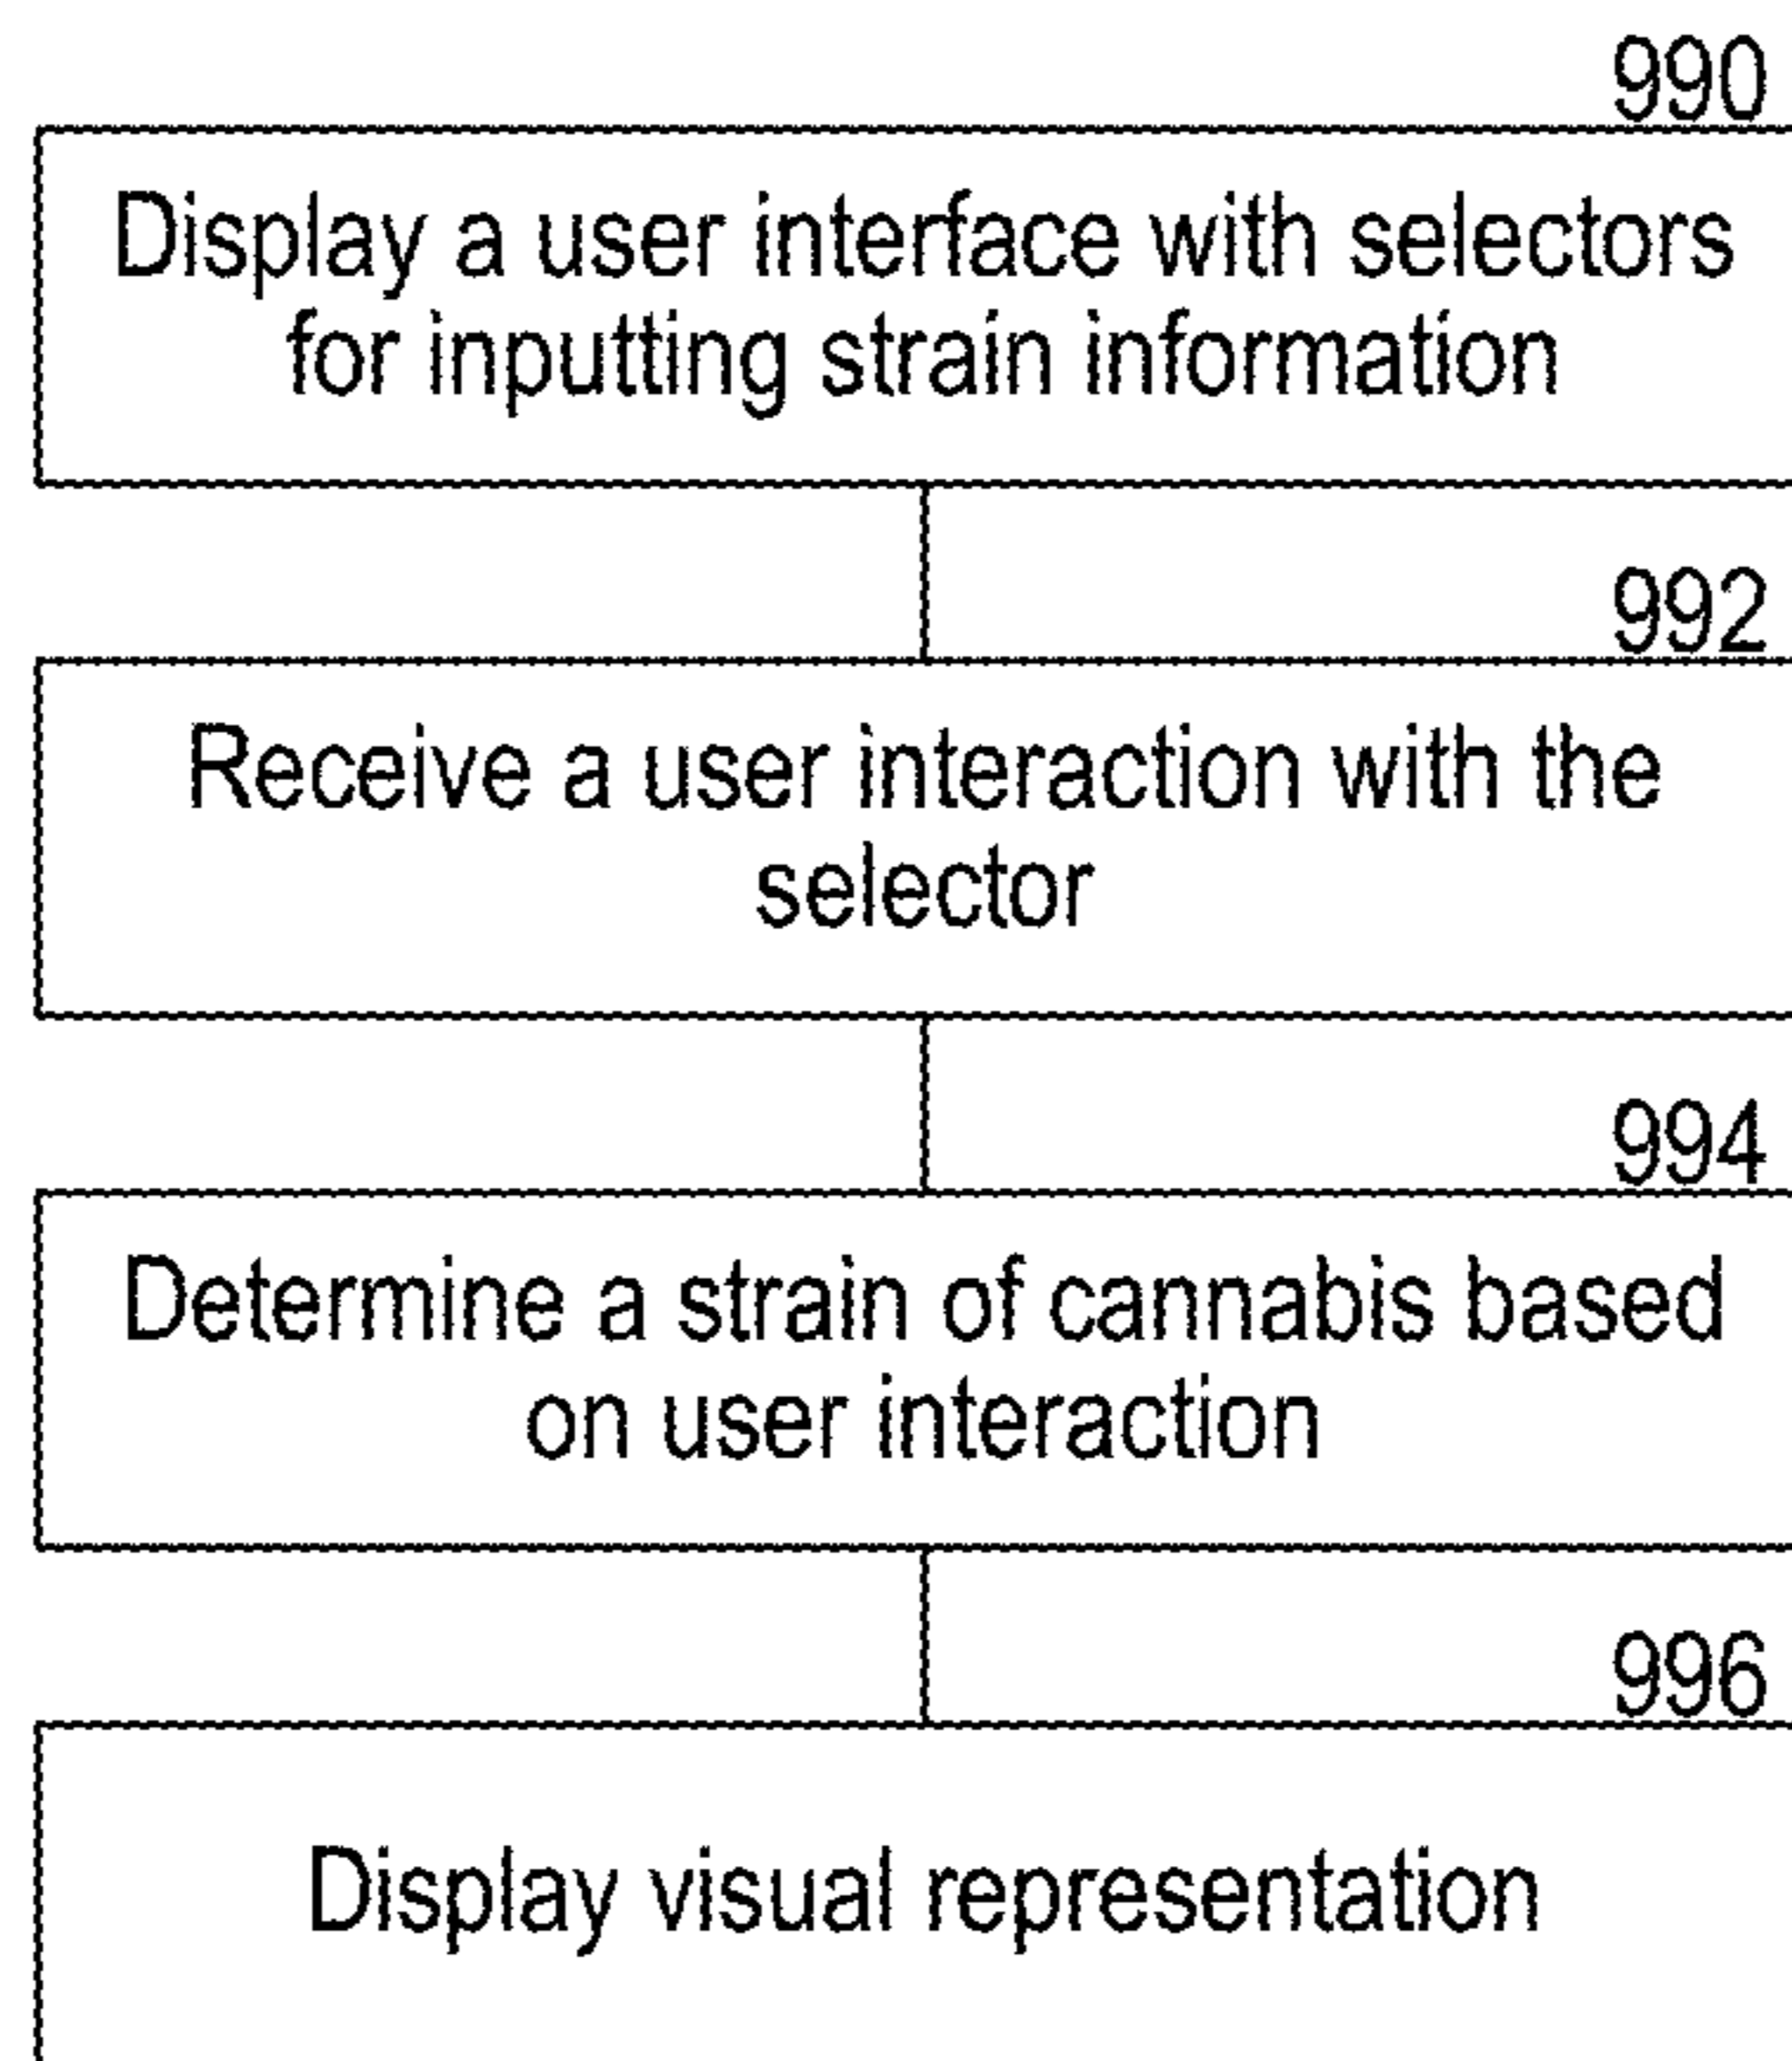 990
Display a user interface with selectors
for inputting strain information
992
Receive a user interaction with the
selector
994
Determine a strain of cannabis based
on user interaction
996
Display visual representation